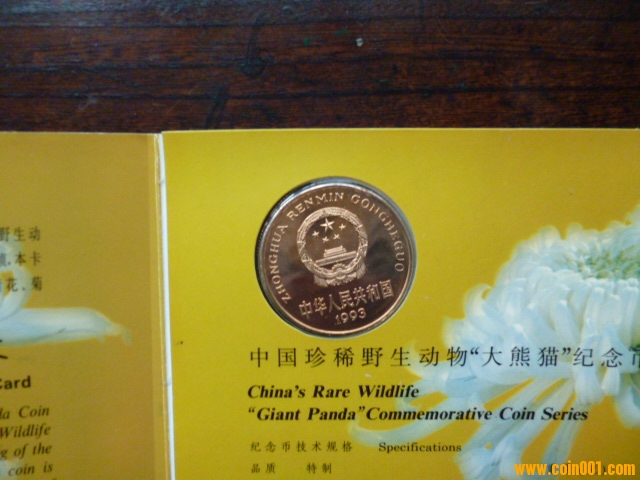 野生动
本卡
花、菊
Card
da Coin
Wildlife
g of the
coin is
ZHONGHUA RENMIN GONGHEGUO
中华人民共和国
1993
中国珍稀野生动物“大熊猫”纪念币
China's Rare Wildlife
“Giant Panda” Commemorative Coin Series
纪念币技术规格 Specifications
品质 特制
www.coin001.com